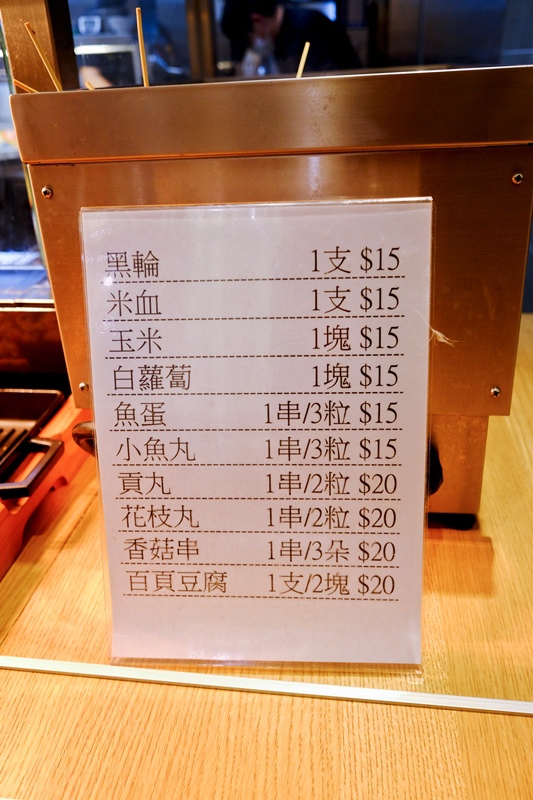 黑輪 1支 $15
米血 1支 $15
玉米 1塊 $15
白蘿蔔 1塊 $15
魚蛋 1串/3粒 $15
小魚丸 1串/3粒 $15
貢丸 1串/2粒 $20
花枝丸 1串/2粒 $20
香菇串 1串/3朵 $20
百頁豆腐 1支/2塊 $20